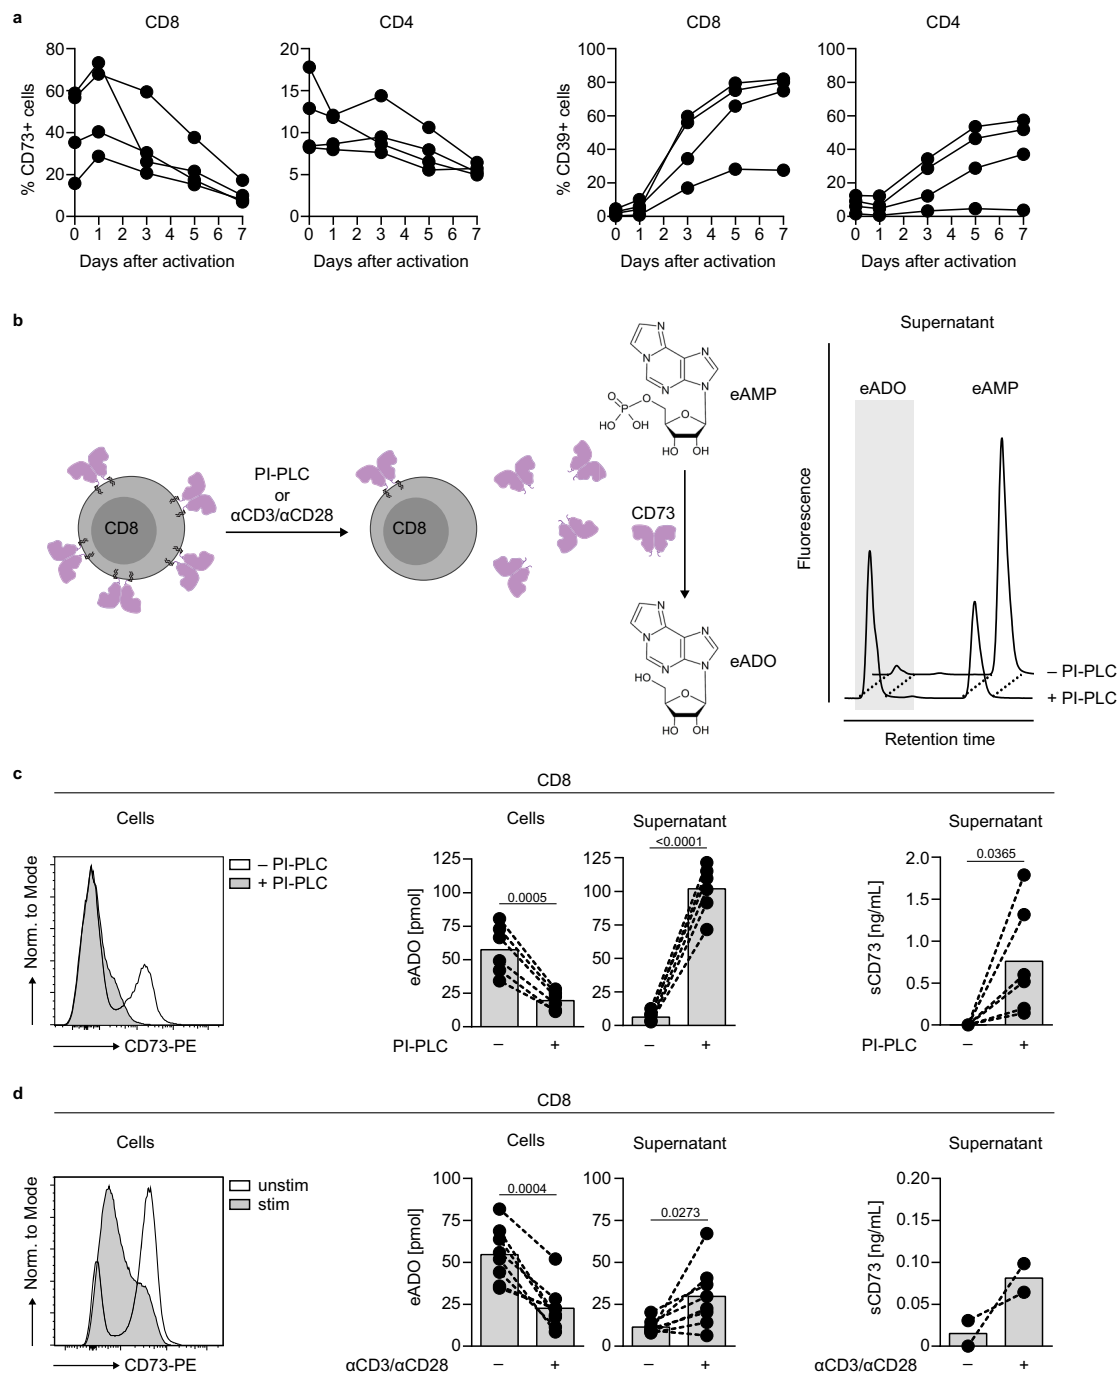 a
CD8
CD4
CD8
CD4
% CD73+ cells
80
60
40
20
0
0 1 2 3 4 5 6 7
Days after activation
20
15
10
5
0
0 1 2 3 4 5 6 7
Days after activation
% CD39+ cells
100
80
60
40
20
0
0 1 2 3 4 5 6 7
Days after activation
100
80
60
40
20
0
0 1 2 3 4 5 6 7
Days after activation
b
CD8
PI-PLC
or
αCD3/αCD28
CD8
N
N
N
N
N
O
O
P
HO
OH
O
HO
OH
eAMP
CD73
N
N
N
N
N
HO
O
HO
OH
eADO
Supernatant
eADO
eAMP
Fluorescence
– PI-PLC
+ PI-PLC
Retention time
c
CD8
Cells
Norm. to Mode
CD73-PE
– PI-PLC
+ PI-PLC
Cells
eADO [pmol]
125
100
75
50
25
0
0.0005
PI-PLC
– +
Supernatant
<0.0001
125
100
75
50
25
0
– +
Supernatant
sCD73 [ng/mL]
2.0
1.5
1.0
0.5
0
0.0365
PI-PLC
– +
d
CD8
Cells
Norm. to Mode
CD73-PE
unstim
stim
Cells
eADO [pmol]
100
75
50
25
0
0.0004
αCD3/αCD28
– +
Supernatant
100
75
50
25
0
0.0273
– +
Supernatant
sCD73 [ng/mL]
0.20
0.15
0.10
0.05
0
αCD3/αCD28
– +